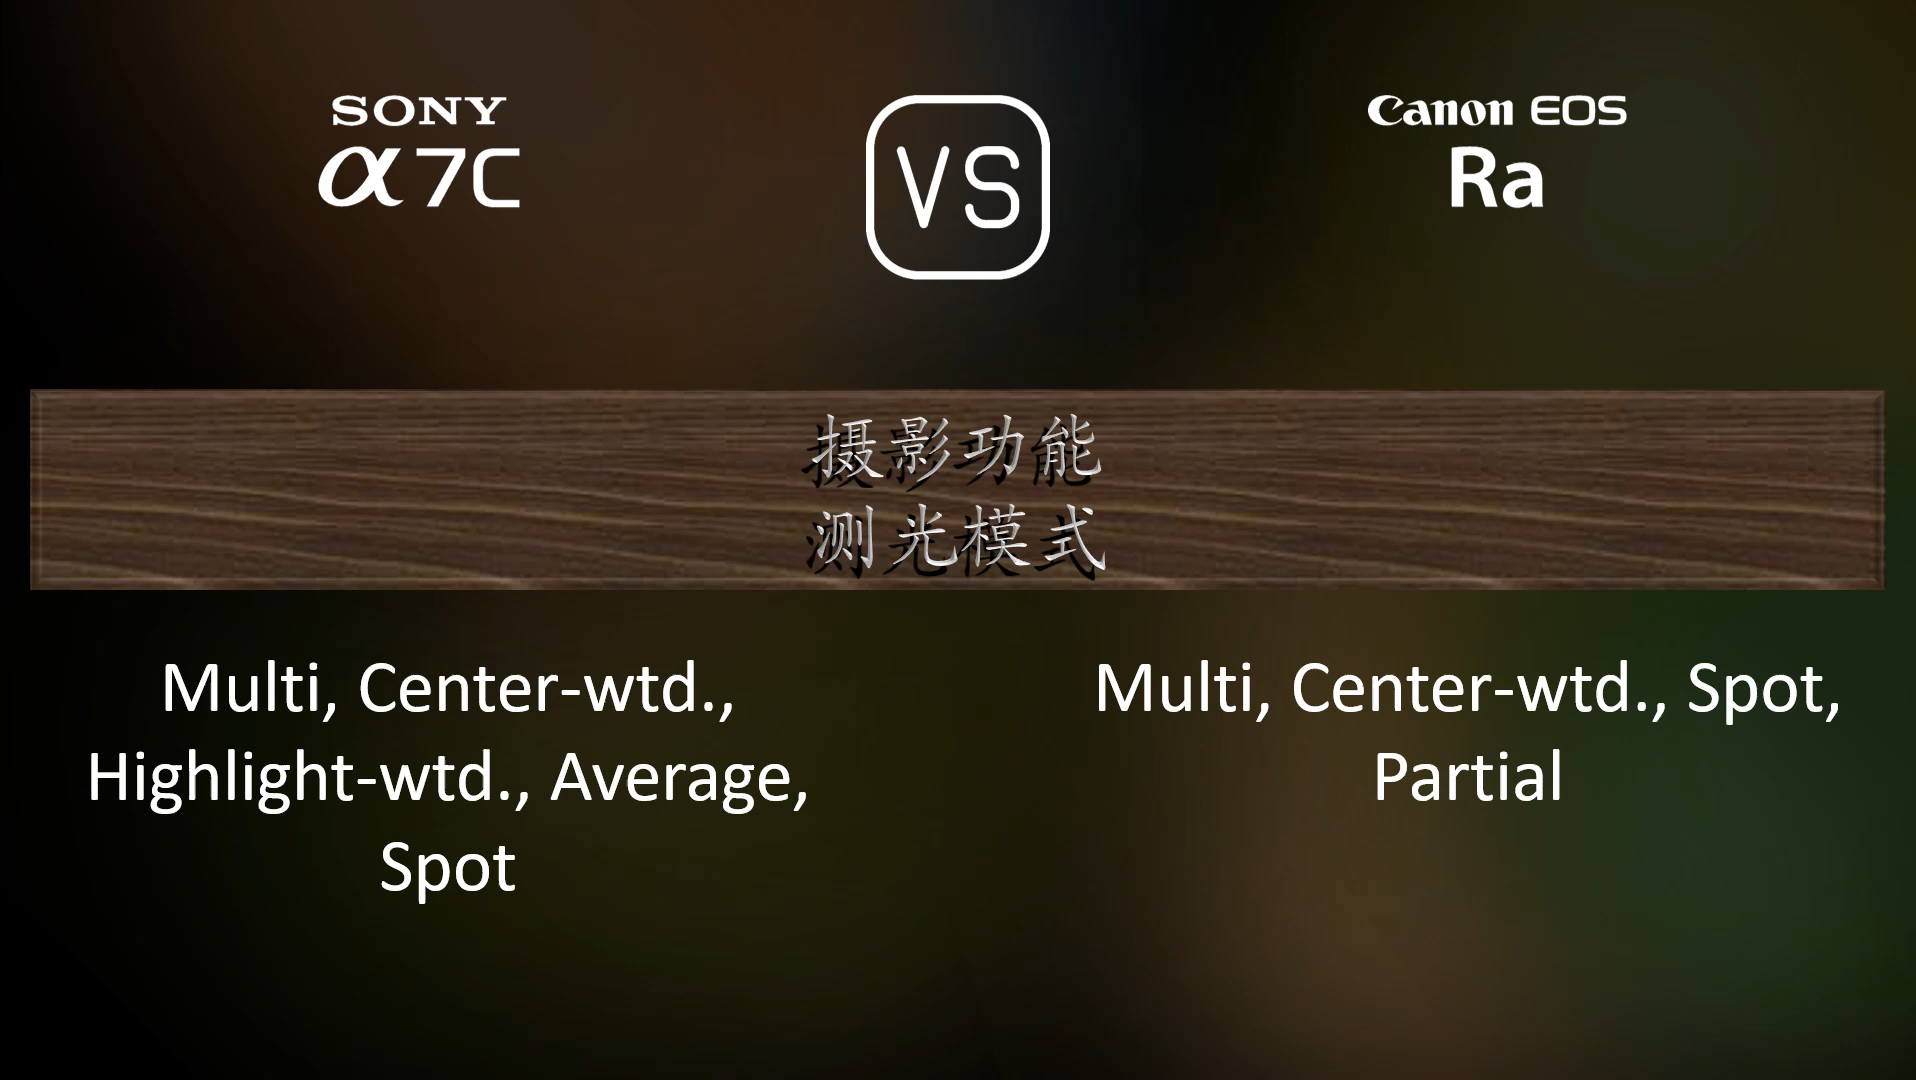 SONY
α7C
VS
Canon EOS
Ra
摄影功能
测光模式
Multi, Center-wtd.,
Highlight-wtd., Average,
Spot
Multi, Center-wtd., Spot,
Partial